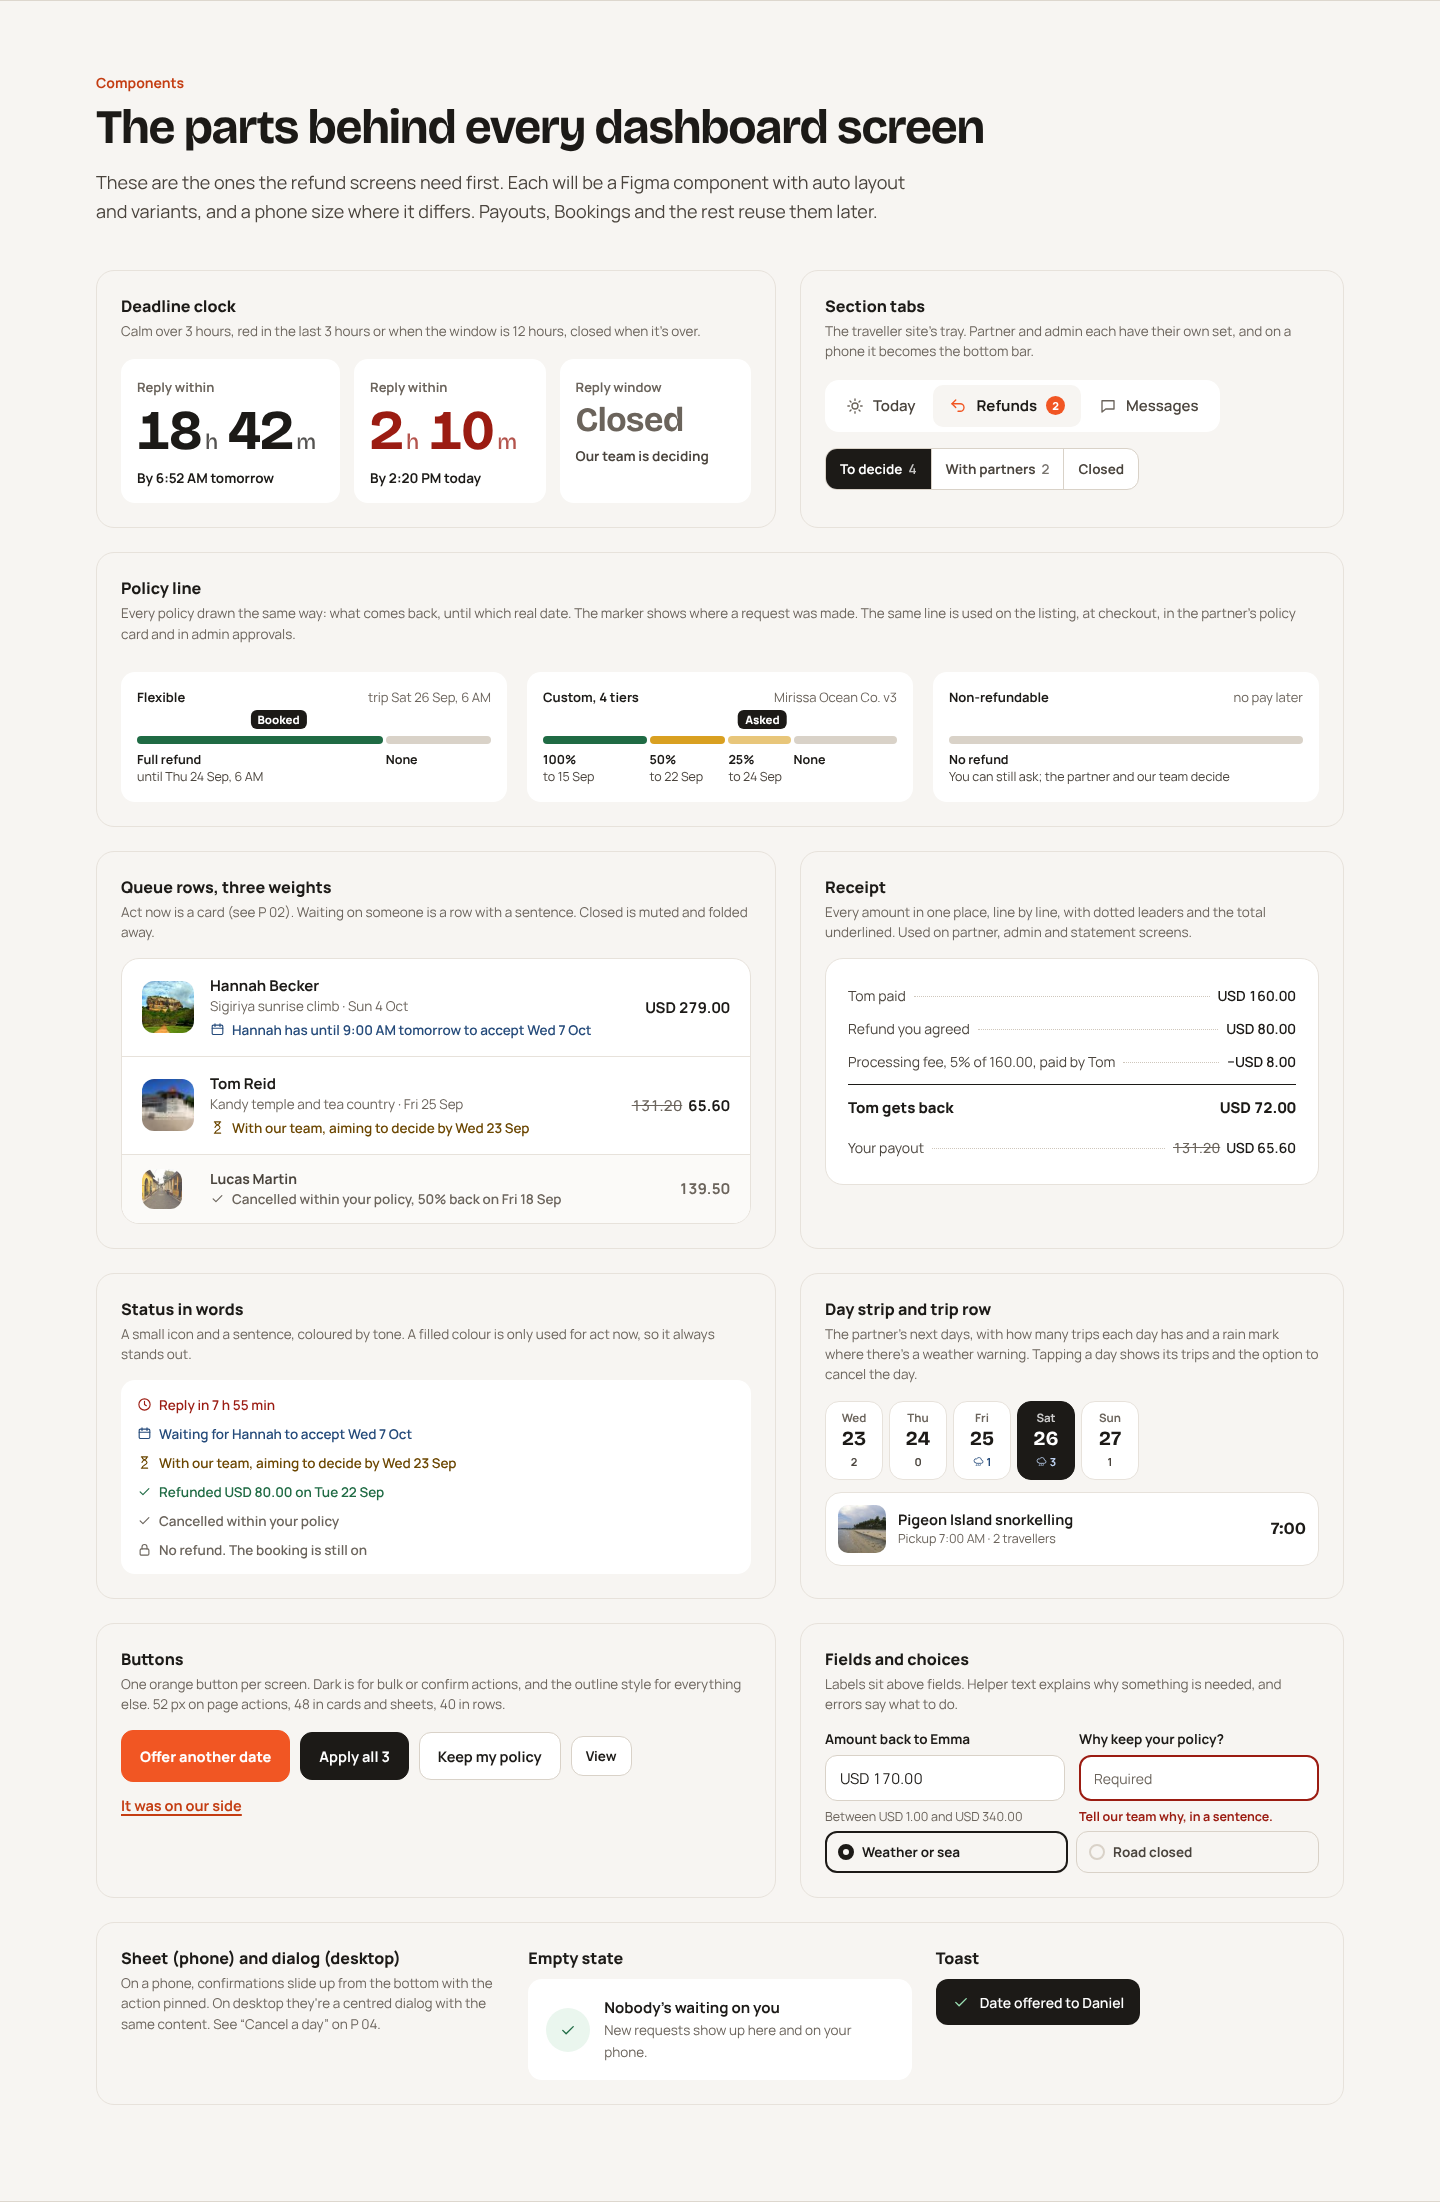 Components
The parts behind every dashboard screen
These are the ones the refund screens need first. Each will be a Figma component with auto layout
and variants, and a phone size where it differs. Payouts, Bookings and the rest reuse them later.
Deadline clock
Calm over 3 hours, red in the last 3 hours or when the window is 12 hours, closed when it's over.
Reply within
18 h 42 m
By 6:52 AM tomorrow
Reply within
2 h 10 m
By 2:20 PM today
Reply window
Closed
Our team is deciding
Section tabs
The traveller site's tray. Partner and admin each have their own set, and on a
phone it becomes the bottom bar.
Today Refunds 2 Messages
To decide 4 With partners 2 Closed
Policy line
Every policy drawn the same way: what comes back, until which real date. The marker shows where a request was made. The same line is used on the listing, at checkout, in the partner's policy
card and in admin approvals.
Flexible trip Sat 26 Sep, 6 AM
Booked
Full refund None
until Thu 24 Sep, 6 AM
Custom, 4 tiers Mirissa Ocean Co. v3
Asked
100% 50% 25% None
to 15 Sep to 22 Sep to 24 Sep
Non-refundable no pay later
No refund
You can still ask; the partner and our team decide
Queue rows, three weights
Act now is a card (see P 02). Waiting on someone is a row with a sentence. Closed is muted and folded
away.
Hannah Becker
Sigiriya sunrise climb · Sun 4 Oct
Hannah has until 9:00 AM tomorrow to accept Wed 7 Oct
USD 279.00
Tom Reid
Kandy temple and tea country · Fri 25 Sep
With our team, aiming to decide by Wed 23 Sep
131.20 65.60
Lucas Martin
Cancelled within your policy, 50% back on Fri 18 Sep
139.50
Receipt
Every amount in one place, line by line, with dotted leaders and the total
underlined. Used on partner, admin and statement screens.
Tom paid USD 160.00
Refund you agreed USD 80.00
Processing fee, 5% of 160.00, paid by Tom −USD 8.00
Tom gets back USD 72.00
Your payout 131.20 USD 65.60
Status in words
A small icon and a sentence, coloured by tone. A filled colour is only used for act now, so it always
stands out.
Reply in 7 h 55 min
Waiting for Hannah to accept Wed 7 Oct
With our team, aiming to decide by Wed 23 Sep
Refunded USD 80.00 on Tue 22 Sep
Cancelled within your policy
No refund. The booking is still on
Day strip and trip row
The partner's next days, with how many trips each day has and a rain mark
where there's a weather warning. Tapping a day shows its trips and the option to
cancel the day.
Wed Thu Fri Sat Sun
23 24 25 26 27
2 0 1 3 1
Pigeon Island snorkelling
Pickup 7:00 AM · 2 travellers
7:00
Buttons
One orange button per screen. Dark is for bulk or confirm actions, and the outline style for everything
else. 52 px on page actions, 48 in cards and sheets, 40 in rows.
Offer another date Apply all 3 Keep my policy View
It was on our side
Fields and choices
Labels sit above fields. Helper text explains why something is needed, and
errors say what to do.
Amount back to Emma Why keep your policy?
USD 170.00 Required
Between USD 1.00 and USD 340.00 Tell our team why, in a sentence.
Weather or sea Road closed
Sheet (phone) and dialog (desktop)
On a phone, confirmations slide up from the bottom with the
action pinned. On desktop they're a centred dialog with the
same content. See “Cancel a day” on P 04.
Empty state
Nobody's waiting on you
New requests show up here and on your
phone.
Toast
Date offered to Daniel